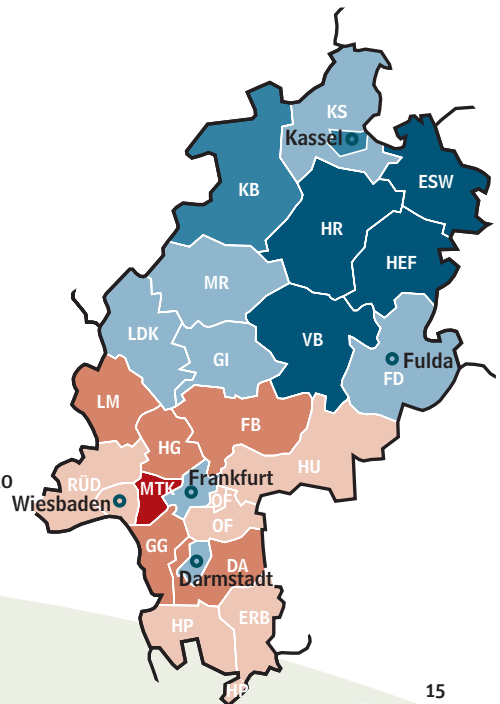 KS
Kassel
ESW
KB
HR
HEF
MR
LDK
VB
GI
Fulda
FD
LM
FB
HG
HU
RÜD
MTK
Frankfurt
OF
Wiesbaden
OF
GG
DA
Darmstadt
HP
ERB
HP
15